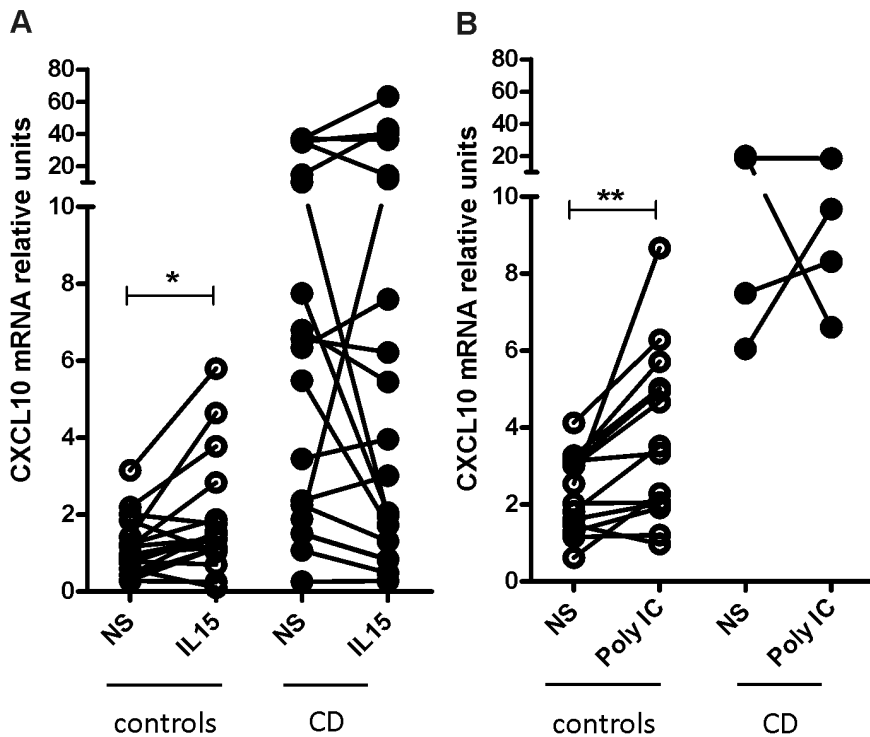 A
CXCL10 mRNA relative units
80
60
40
20
10
8
6
4
2
0
*
NS
IL15
NS
IL15
controls
CD
B
CXCL10 mRNA relative units
80
60
40
20
10
8
6
4
2
0
**
NS
Poly IC
NS
Poly IC
controls
CD